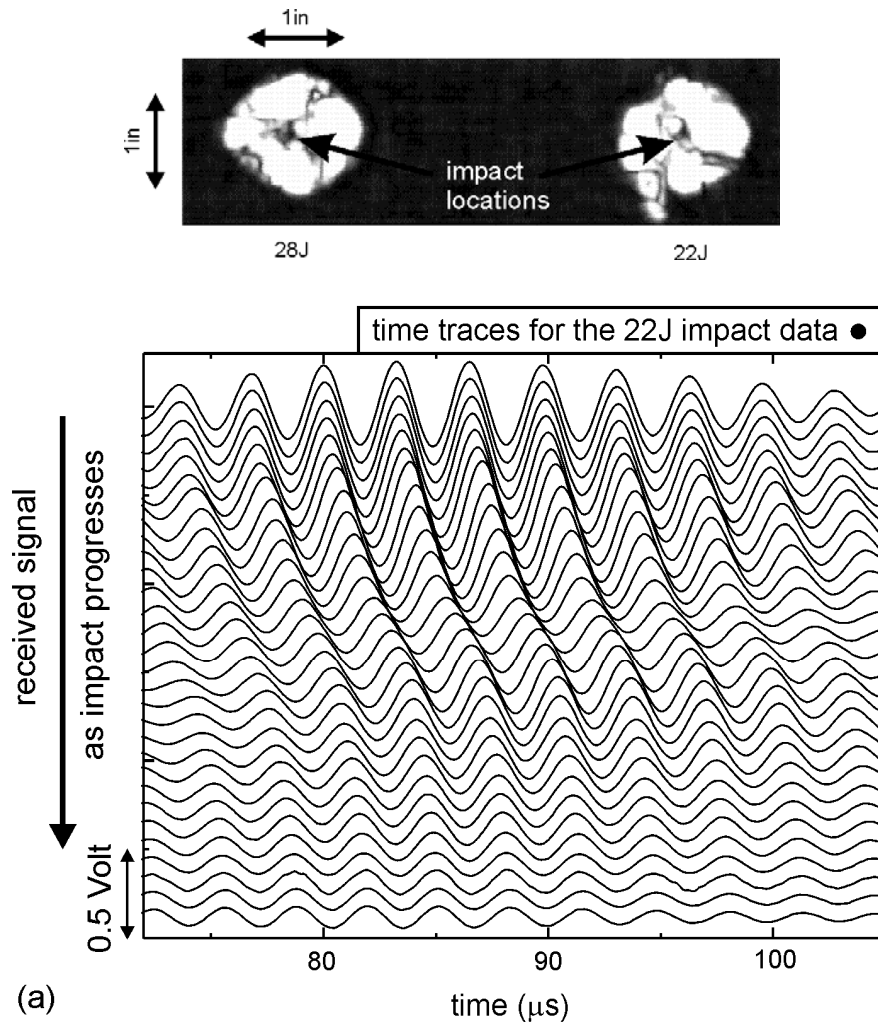 1in
1in
impact
locations
28J
22J
time traces for the 22J impact data ●
received signal
as impact progresses
0.5 Volt
80
90
100
(a)
time (μs)